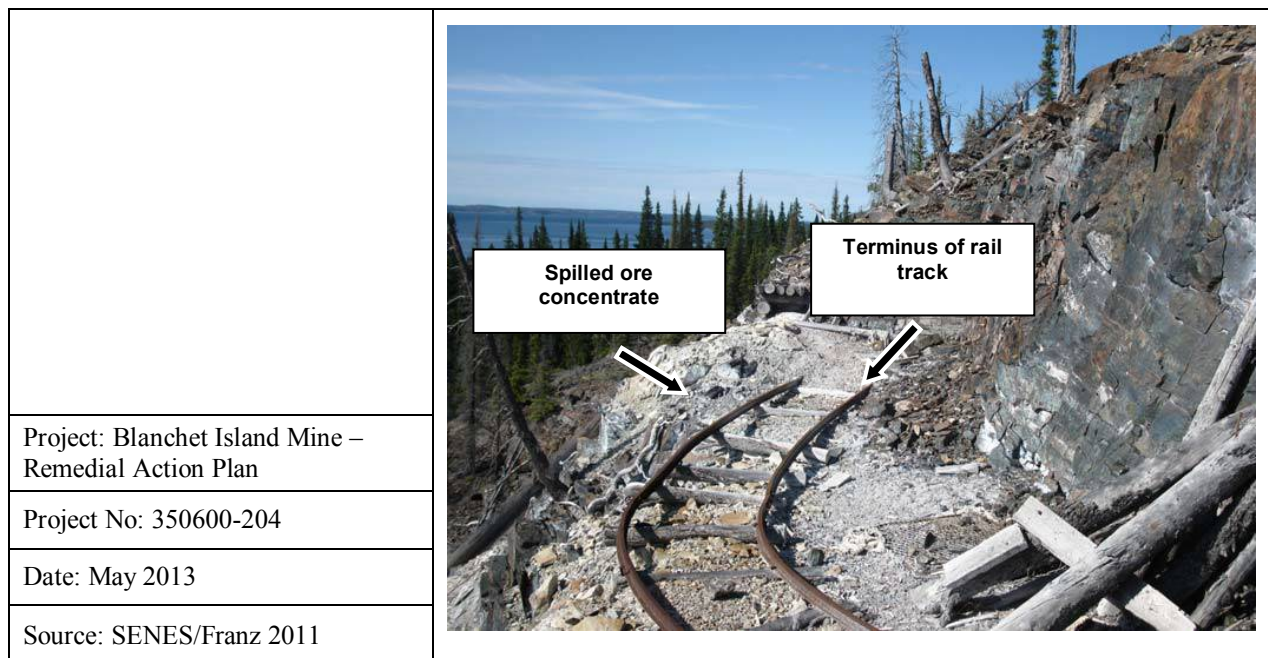 Project: Blanchet Island Mine –
Remedial Action Plan
Project No: 350600-204
Date: May 2013
Source: SENES/Franz 2011
Spilled ore
concentrate
Terminus of rail
track